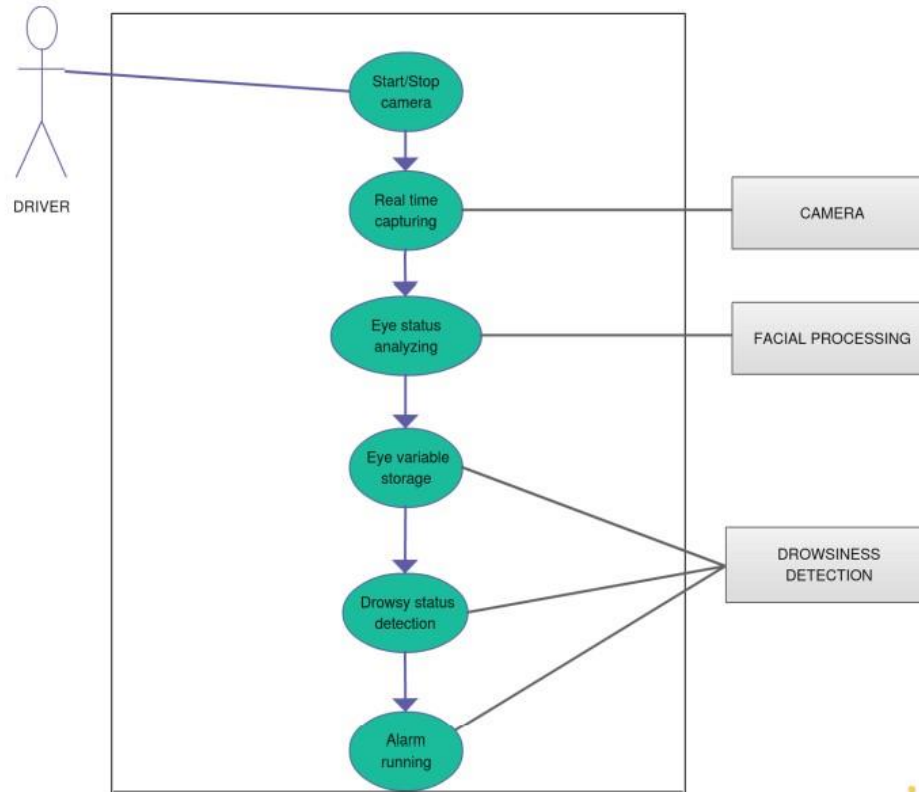 Start/Stop
camera
DRIVER
Real time
capturing
CAMERA
Eye status
analyzing
FACIAL PROCESSING
Eye variable
storage
DROWSINESS
DETECTION
Drowsy status
detection
Alarm
running